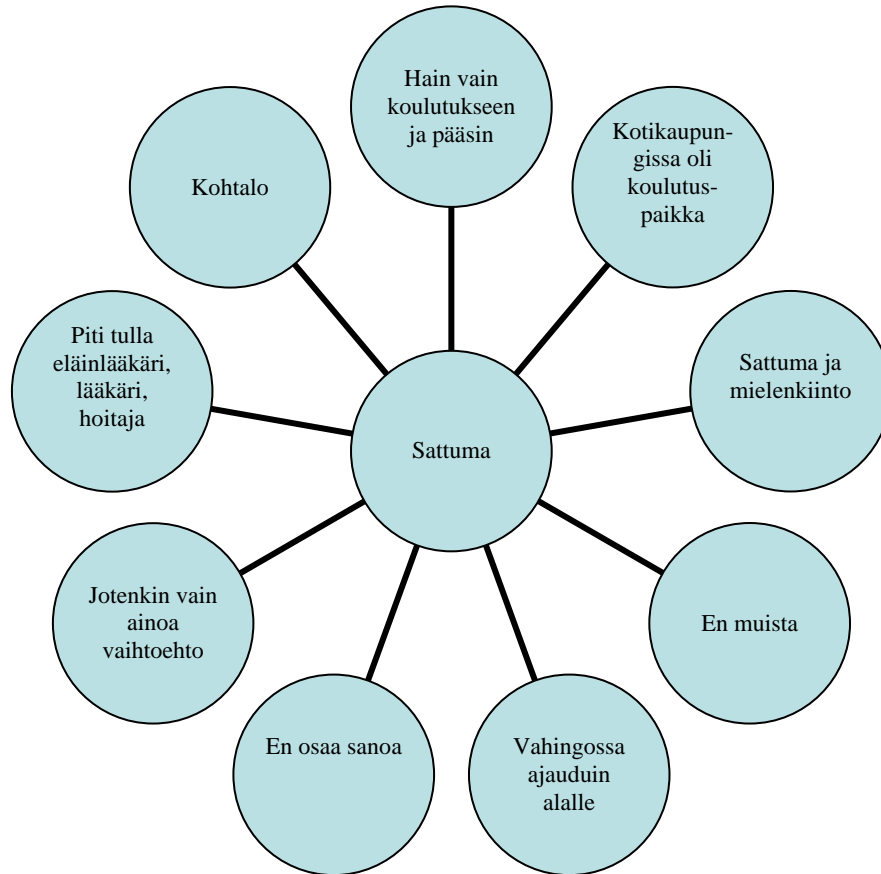 Hain vain
koulutukseen
ja pääsin
Kotikaupun-
gissa oli
koulutus-
paikka
Sattuma ja
mielenkiinto
En muista
Vahingossa
ajauduin
alalle
En osaa sanoa
Jotenkin vain
ainoa
vaihtoehto
Piti tulla
eläinlääkäri,
lääkäri,
hoitaja
Kohtalo
Sattuma